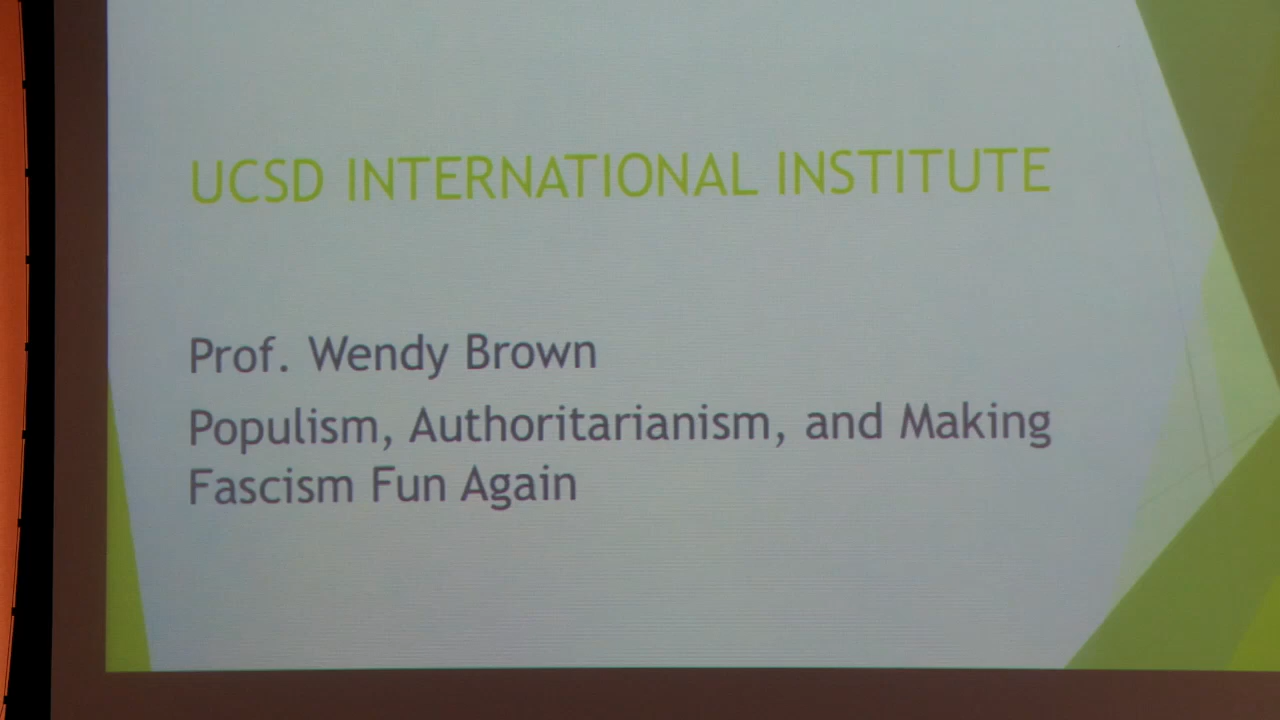 UCSD INTERNATIONAL INSTITUTE
Prof. Wendy Brown
Populism, Authoritarianism, and Making
Fascism Fun Again